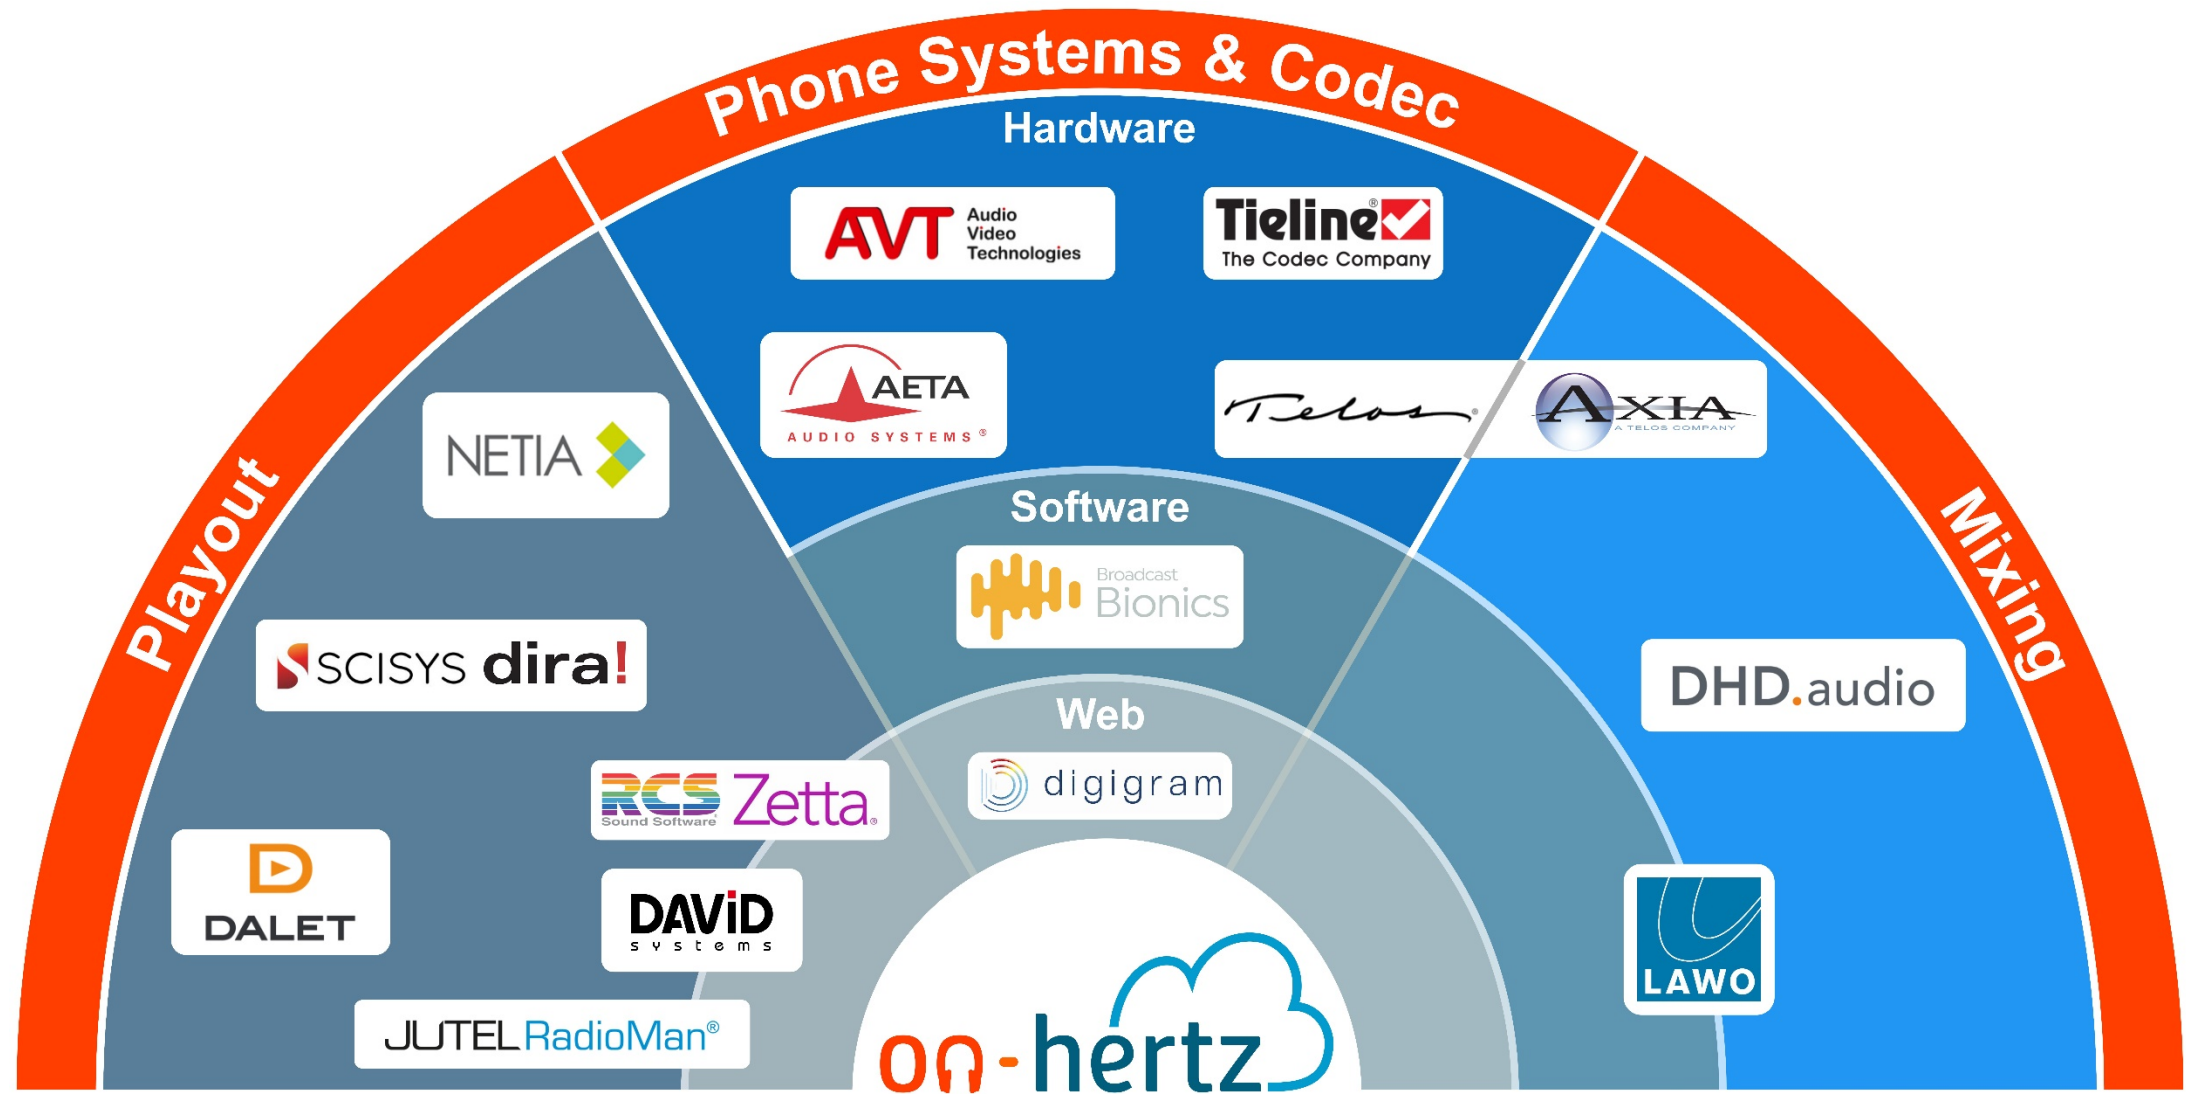 Phone Systems & Codec
Hardware
AVT Audio
Video
Technologies
Tieline®
The Codec Company
AETA
AUDIO SYSTEMS®
Telos®
AXIA
A TELOS COMPANY
Playout
NETIA
SCISYS dira!
RCS Zetta®
Sound Software
DALET
DAViD
systems
JUTEL RadioMan®
Software
Broadcast
Bionics
Web
digigram
Mixing
DHD.audio
LAWO
on-hertz